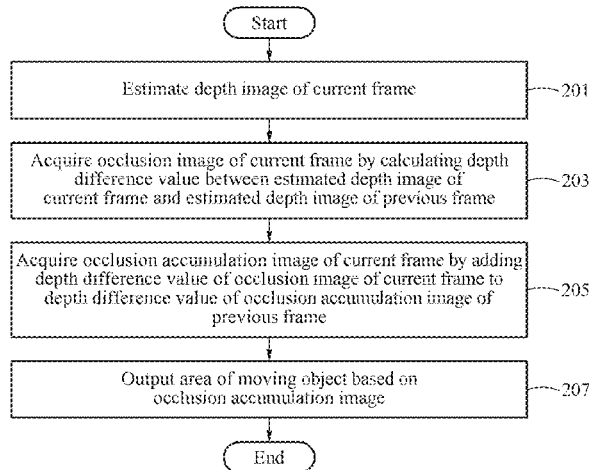 Start
Estimate depth image of current frame
201
Acquire occlusion image of current frame by calculating depth
difference value between estimated depth image of
current frame and estimated depth image of previous frame
203
Acquire occlusion accumulation image of current frame by adding
depth difference value of occlusion image of current frame to
depth difference value of occlusion accumulation image of
previous frame
205
Output area of moving object based on
occlusion accumulation image
207
End